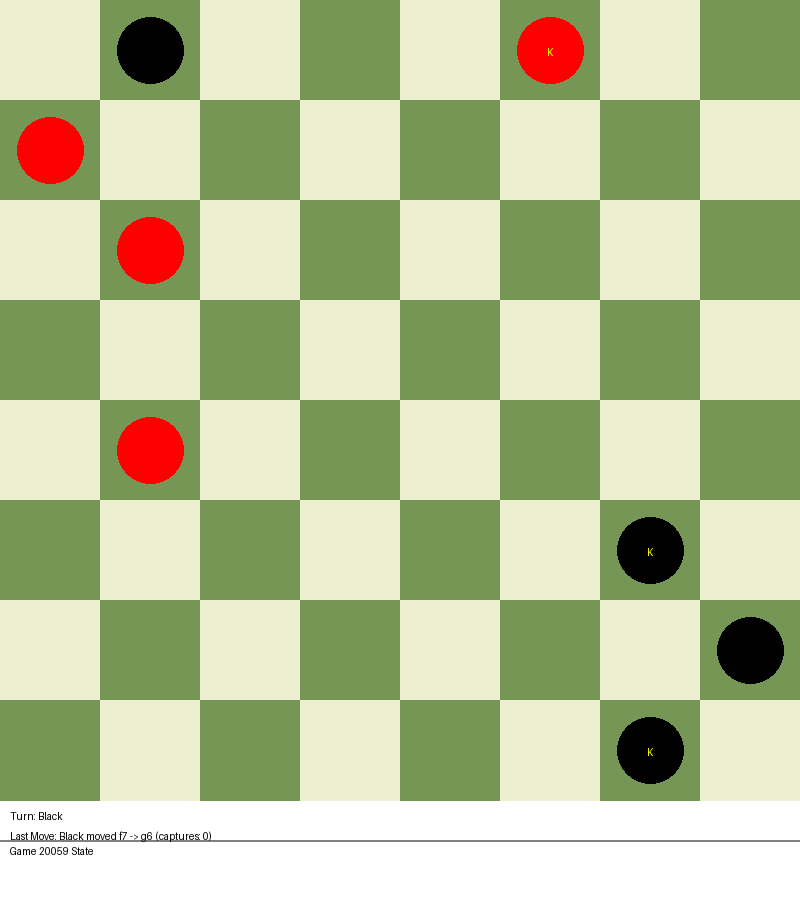 K
K
K
Turn: Black
Last Move: Black moved f7 -> g6 (captures: 0)
Game 20059 State